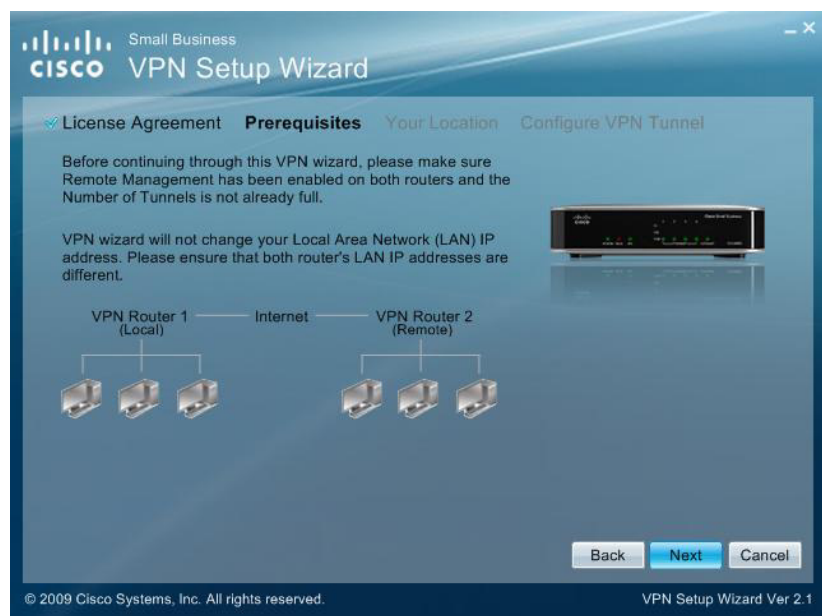 Small Business
CISCO VPN Setup Wizard
License Agreement Prerequisites Your Location Configure VPN Tunnel
Before continuing through this VPN wizard, please make sure
Remote Management has been enabled on both routers and the
Number of Tunnels is not already full.
VPN wizard will not change your Local Area Network (LAN) IP
address. Please ensure that both router's LAN IP addresses are
different.
VPN Router 1 Internet VPN Router 2
(Local) (Remote)
Back Next Cancel
© 2009 Cisco Systems, Inc. All rights reserved. VPN Setup Wizard Ver 2.1